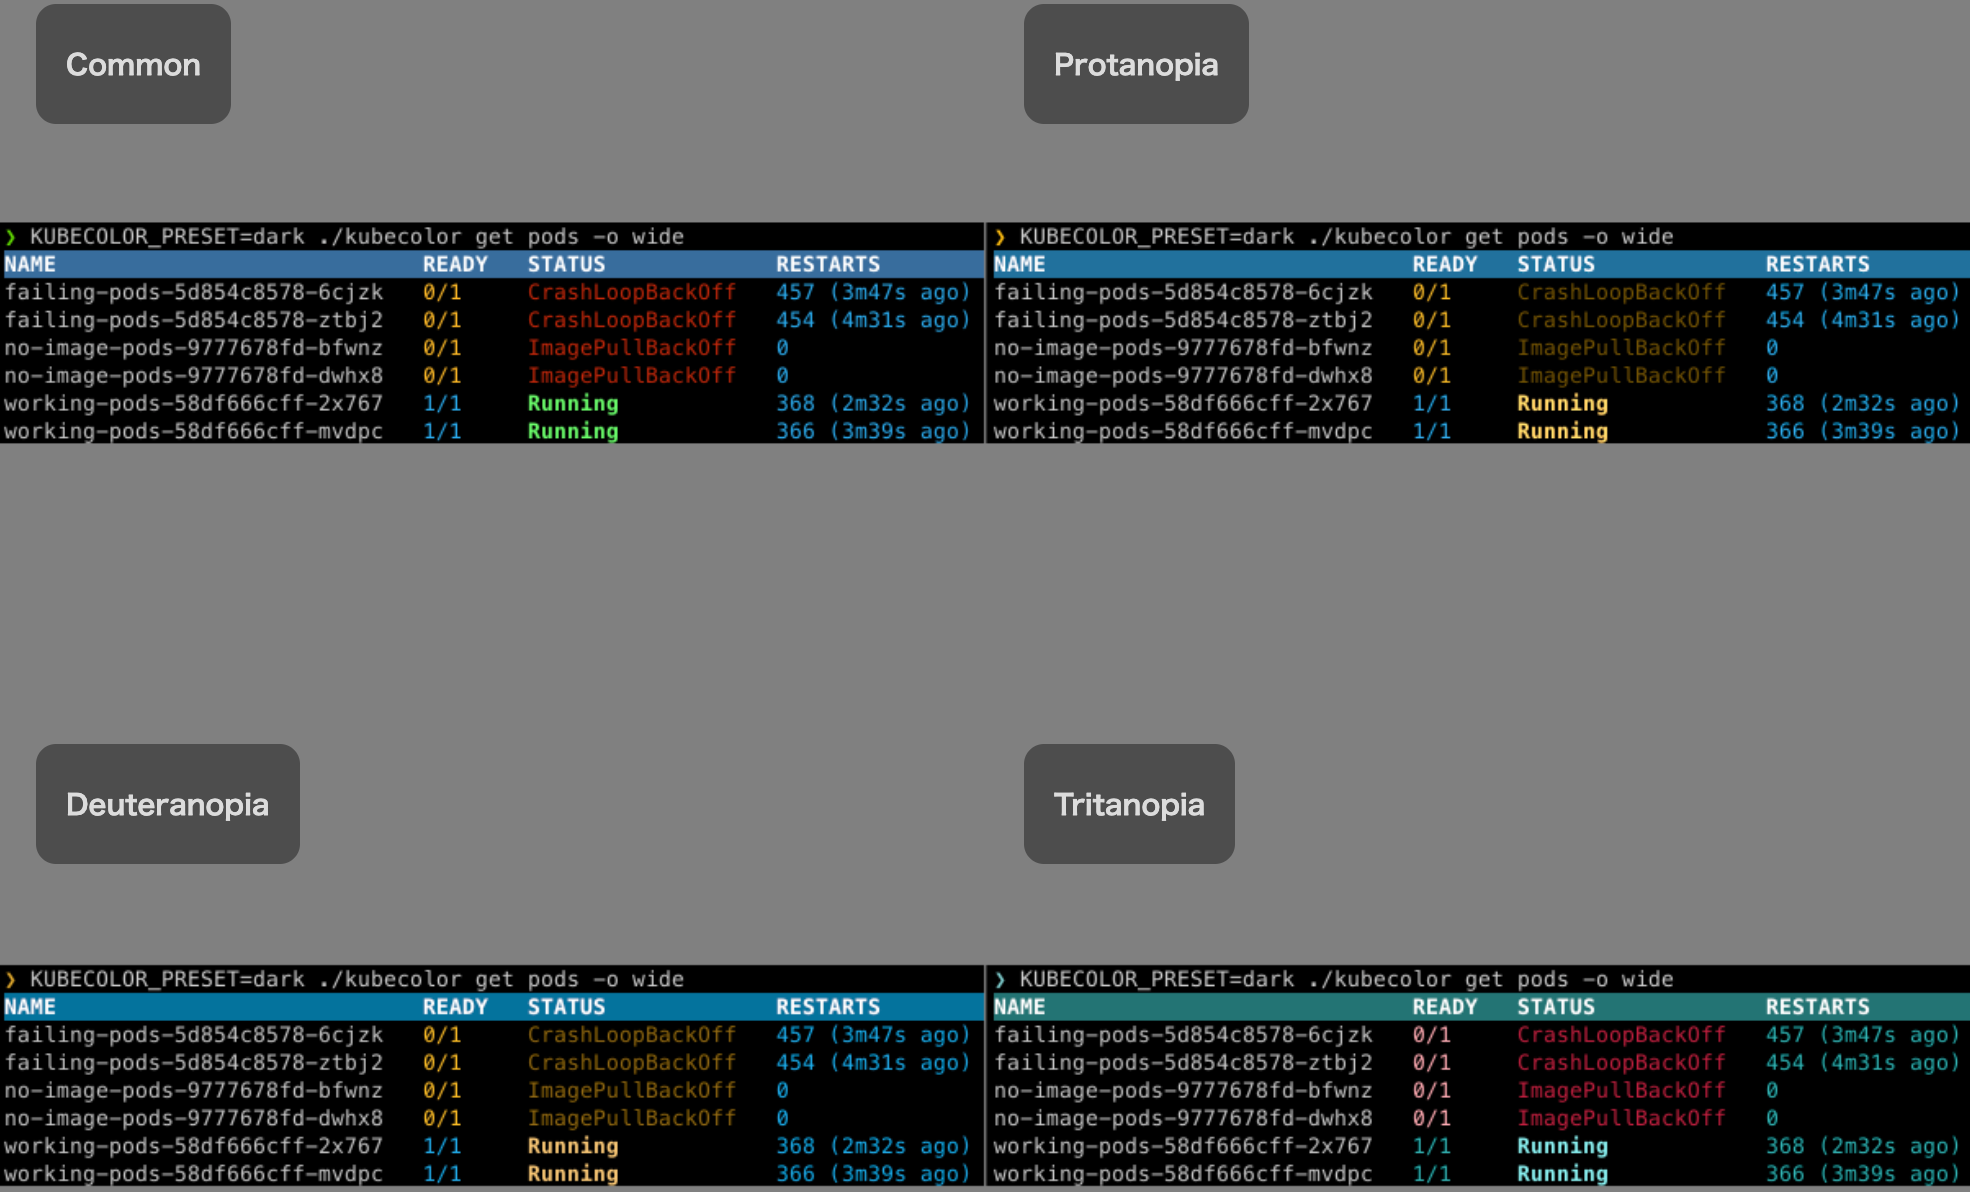 Common
❯ KUBECOLOR_PRESET=dark ./kubecolor get pods -o wide
NAME READY STATUS RESTARTS
failing-pods-5d854c8578-6cjzk 0/1 CrashLoopBackOff 457 (3m47s ago)
failing-pods-5d854c8578-ztbj2 0/1 CrashLoopBackOff 454 (4m31s ago)
no-image-pods-9777678fd-bfwnz 0/1 ImagePullBackOff 0
no-image-pods-9777678fd-dwhx8 0/1 ImagePullBackOff 0
working-pods-58df666cff-2x767 1/1 Running 368 (2m32s ago)
working-pods-58df666cff-mvdpc 1/1 Running 366 (3m39s ago)
Protanopia
❯ KUBECOLOR_PRESET=dark ./kubecolor get pods -o wide
NAME READY STATUS RESTARTS
failing-pods-5d854c8578-6cjzk 0/1 CrashLoopBackOff 457 (3m47s ago)
failing-pods-5d854c8578-ztbj2 0/1 CrashLoopBackOff 454 (4m31s ago)
no-image-pods-9777678fd-bfwnz 0/1 ImagePullBackOff 0
no-image-pods-9777678fd-dwhx8 0/1 ImagePullBackOff 0
working-pods-58df666cff-2x767 1/1 Running 368 (2m32s ago)
working-pods-58df666cff-mvdpc 1/1 Running 366 (3m39s ago)
Deuteranopia
❯ KUBECOLOR_PRESET=dark ./kubecolor get pods -o wide
NAME READY STATUS RESTARTS
failing-pods-5d854c8578-6cjzk 0/1 CrashLoopBackOff 457 (3m47s ago)
failing-pods-5d854c8578-ztbj2 0/1 CrashLoopBackOff 454 (4m31s ago)
no-image-pods-9777678fd-bfwnz 0/1 ImagePullBackOff 0
no-image-pods-9777678fd-dwhx8 0/1 ImagePullBackOff 0
working-pods-58df666cff-2x767 1/1 Running 368 (2m32s ago)
working-pods-58df666cff-mvdpc 1/1 Running 366 (3m39s ago)
Tritanopia
❯ KUBECOLOR_PRESET=dark ./kubecolor get pods -o wide
NAME READY STATUS RESTARTS
failing-pods-5d854c8578-6cjzk 0/1 CrashLoopBackOff 457 (3m47s ago)
failing-pods-5d854c8578-ztbj2 0/1 CrashLoopBackOff 454 (4m31s ago)
no-image-pods-9777678fd-bfwnz 0/1 ImagePullBackOff 0
no-image-pods-9777678fd-dwhx8 0/1 ImagePullBackOff 0
working-pods-58df666cff-2x767 1/1 Running 368 (2m32s ago)
working-pods-58df666cff-mvdpc 1/1 Running 366 (3m39s ago)